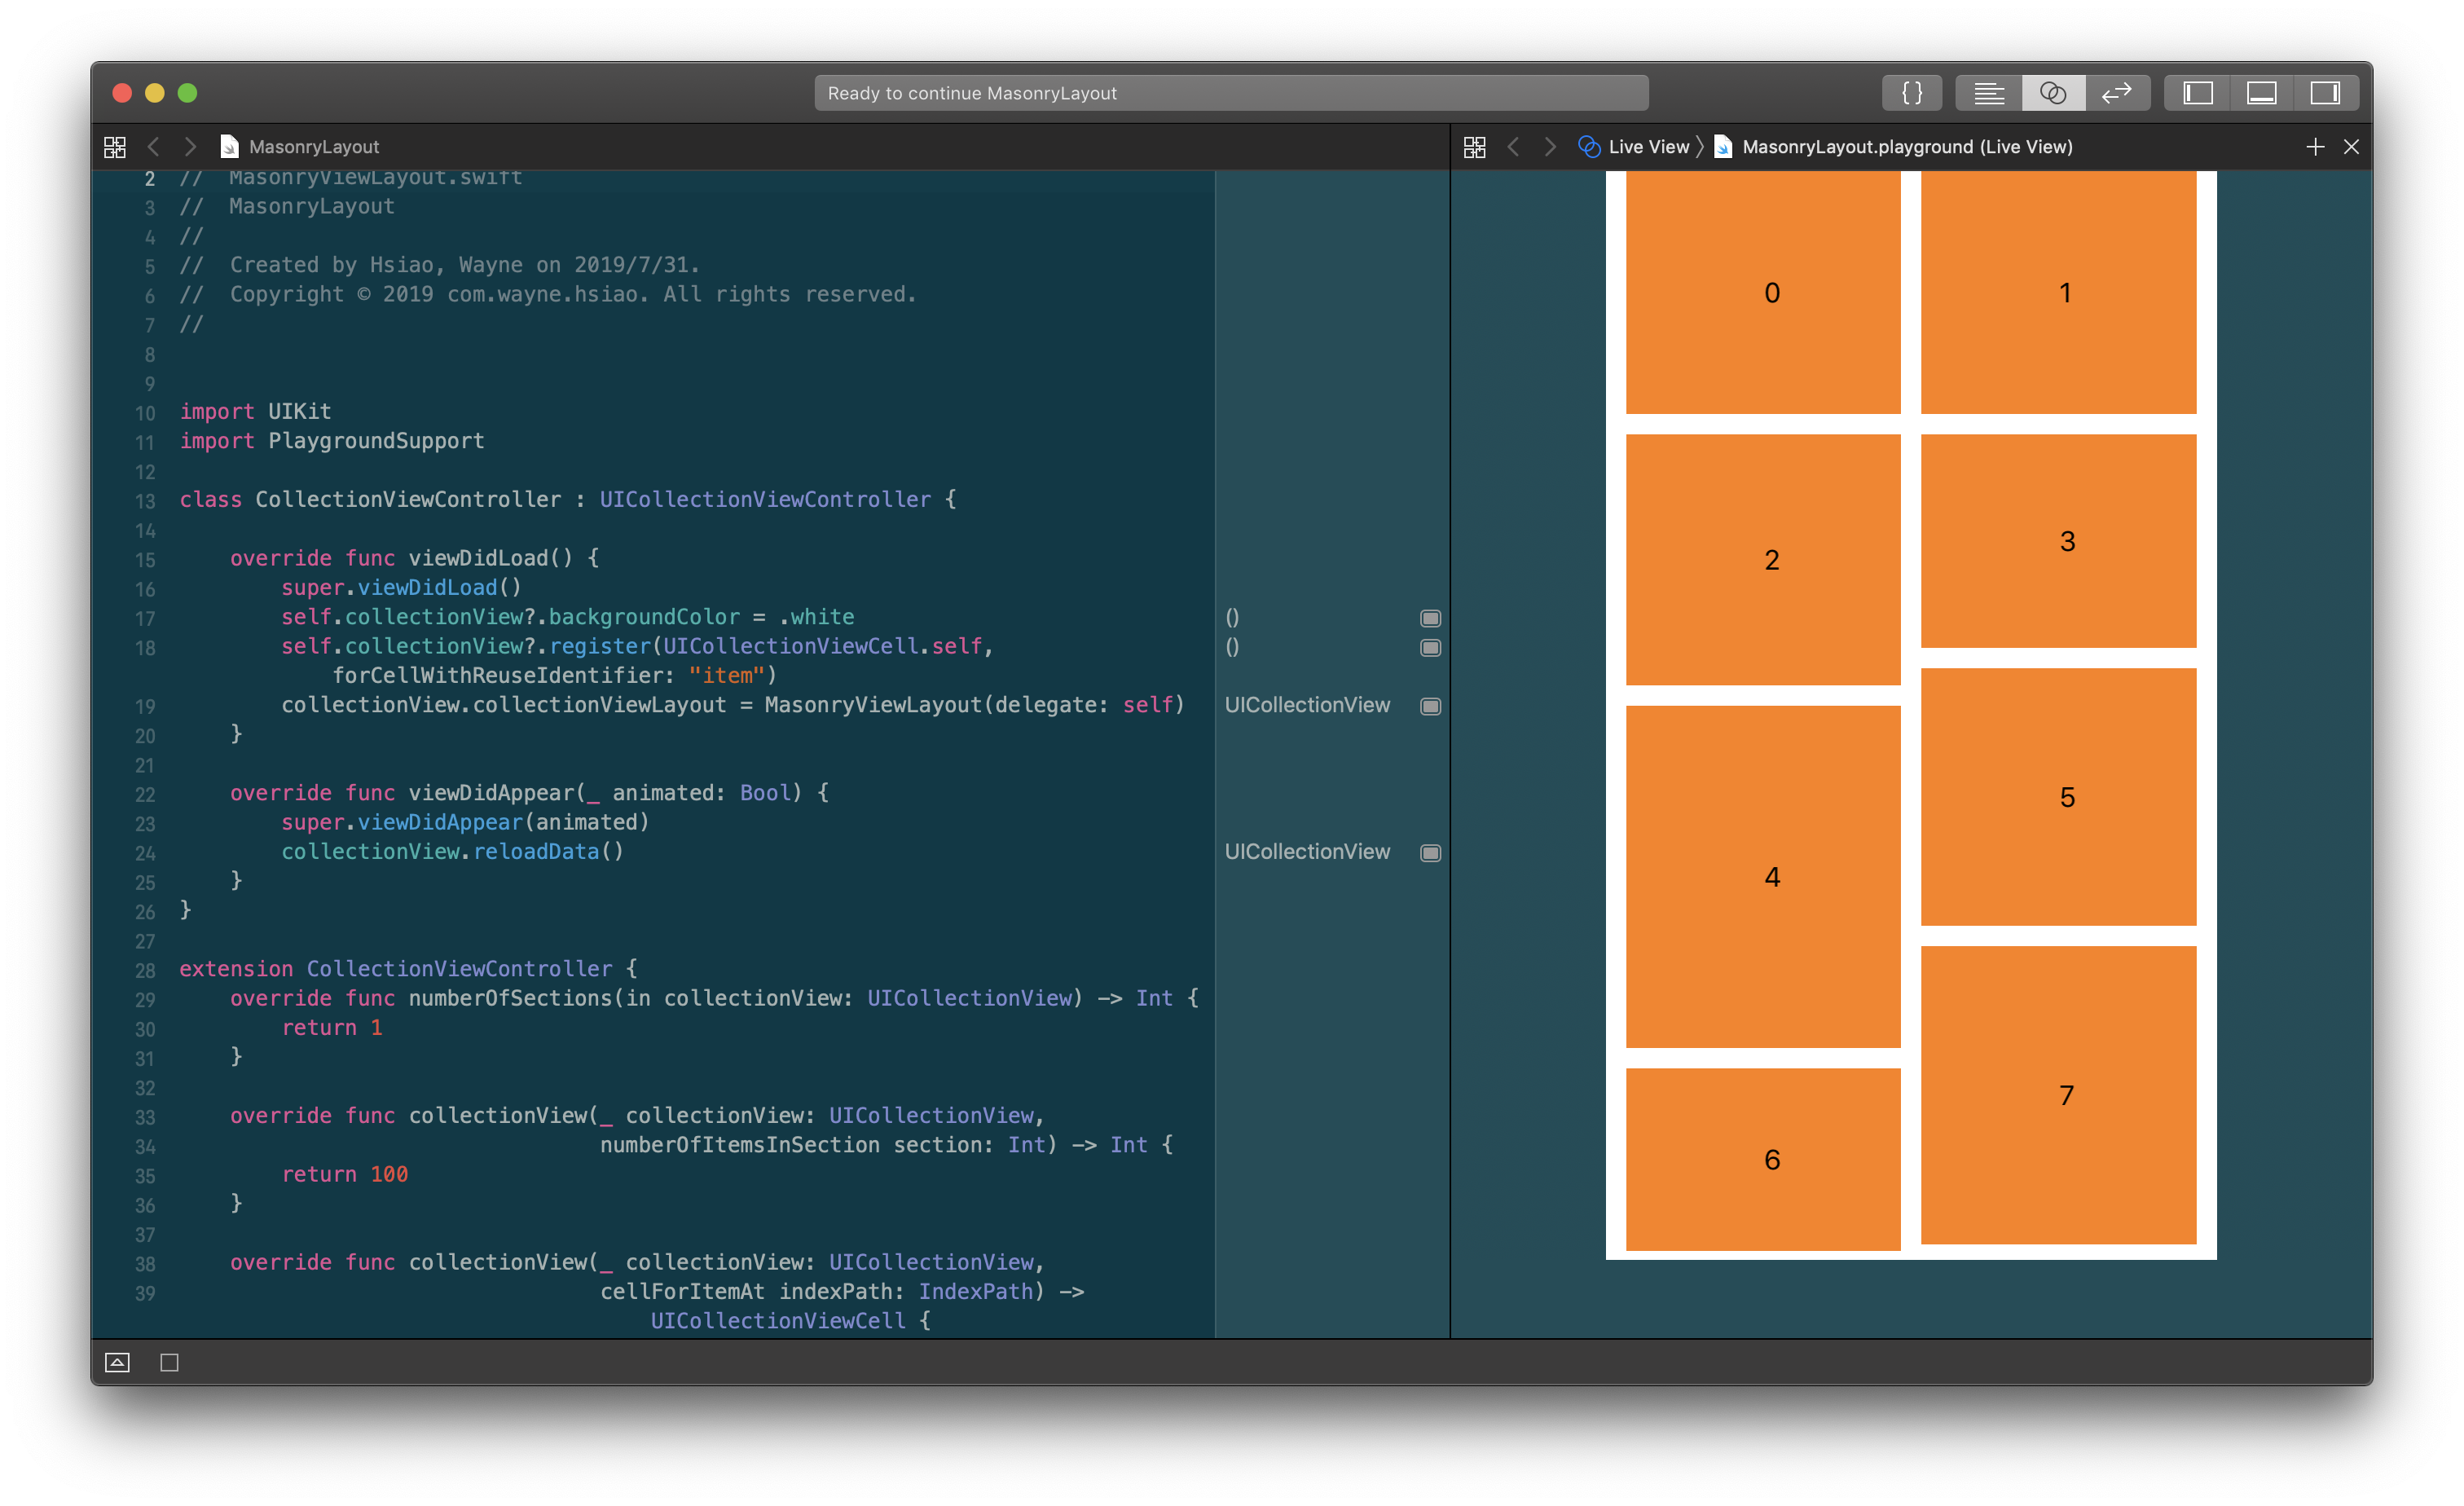 Ready to continue MasonryLayout
{ }
MasonryLayout
Live View
MasonryLayout.playground (Live View)
2 // MasonryViewLayout.swift
3 // MasonryLayout
4 //
5 // Created by Hsiao, Wayne on 2019/7/31.
6 // Copyright © 2019 com.wayne.hsiao. All rights reserved.
7 //
8
9
10 import UIKit
11 import PlaygroundSupport
12
13 class CollectionViewController : UICollectionViewController {
14
15 override func viewDidLoad() {
16 super.viewDidLoad()
17 self.collectionView?.backgroundColor = .white
18 self.collectionView?.register(UICollectionViewCell.self,
forCellWithReuseIdentifier: "item")
19 collectionView.collectionViewLayout = MasonryViewLayout(delegate: self)
20 }
21
22 override func viewDidAppear(_ animated: Bool) {
23 super.viewDidAppear(animated)
24 collectionView.reloadData()
25 }
26 }
27
28 extension CollectionViewController {
29 override func numberOfSections(in collectionView: UICollectionView) -> Int {
30 return 1
31 }
32
33 override func collectionView(_ collectionView: UICollectionView,
34 numberOfItemsInSection section: Int) -> Int {
35 return 100
36 }
37
38 override func collectionView(_ collectionView: UICollectionView,
39 cellForItemAt indexPath: IndexPath) ->
UICollectionViewCell {
()
()
UICollectionView
UICollectionView
0
1
2
3
4
5
6
7